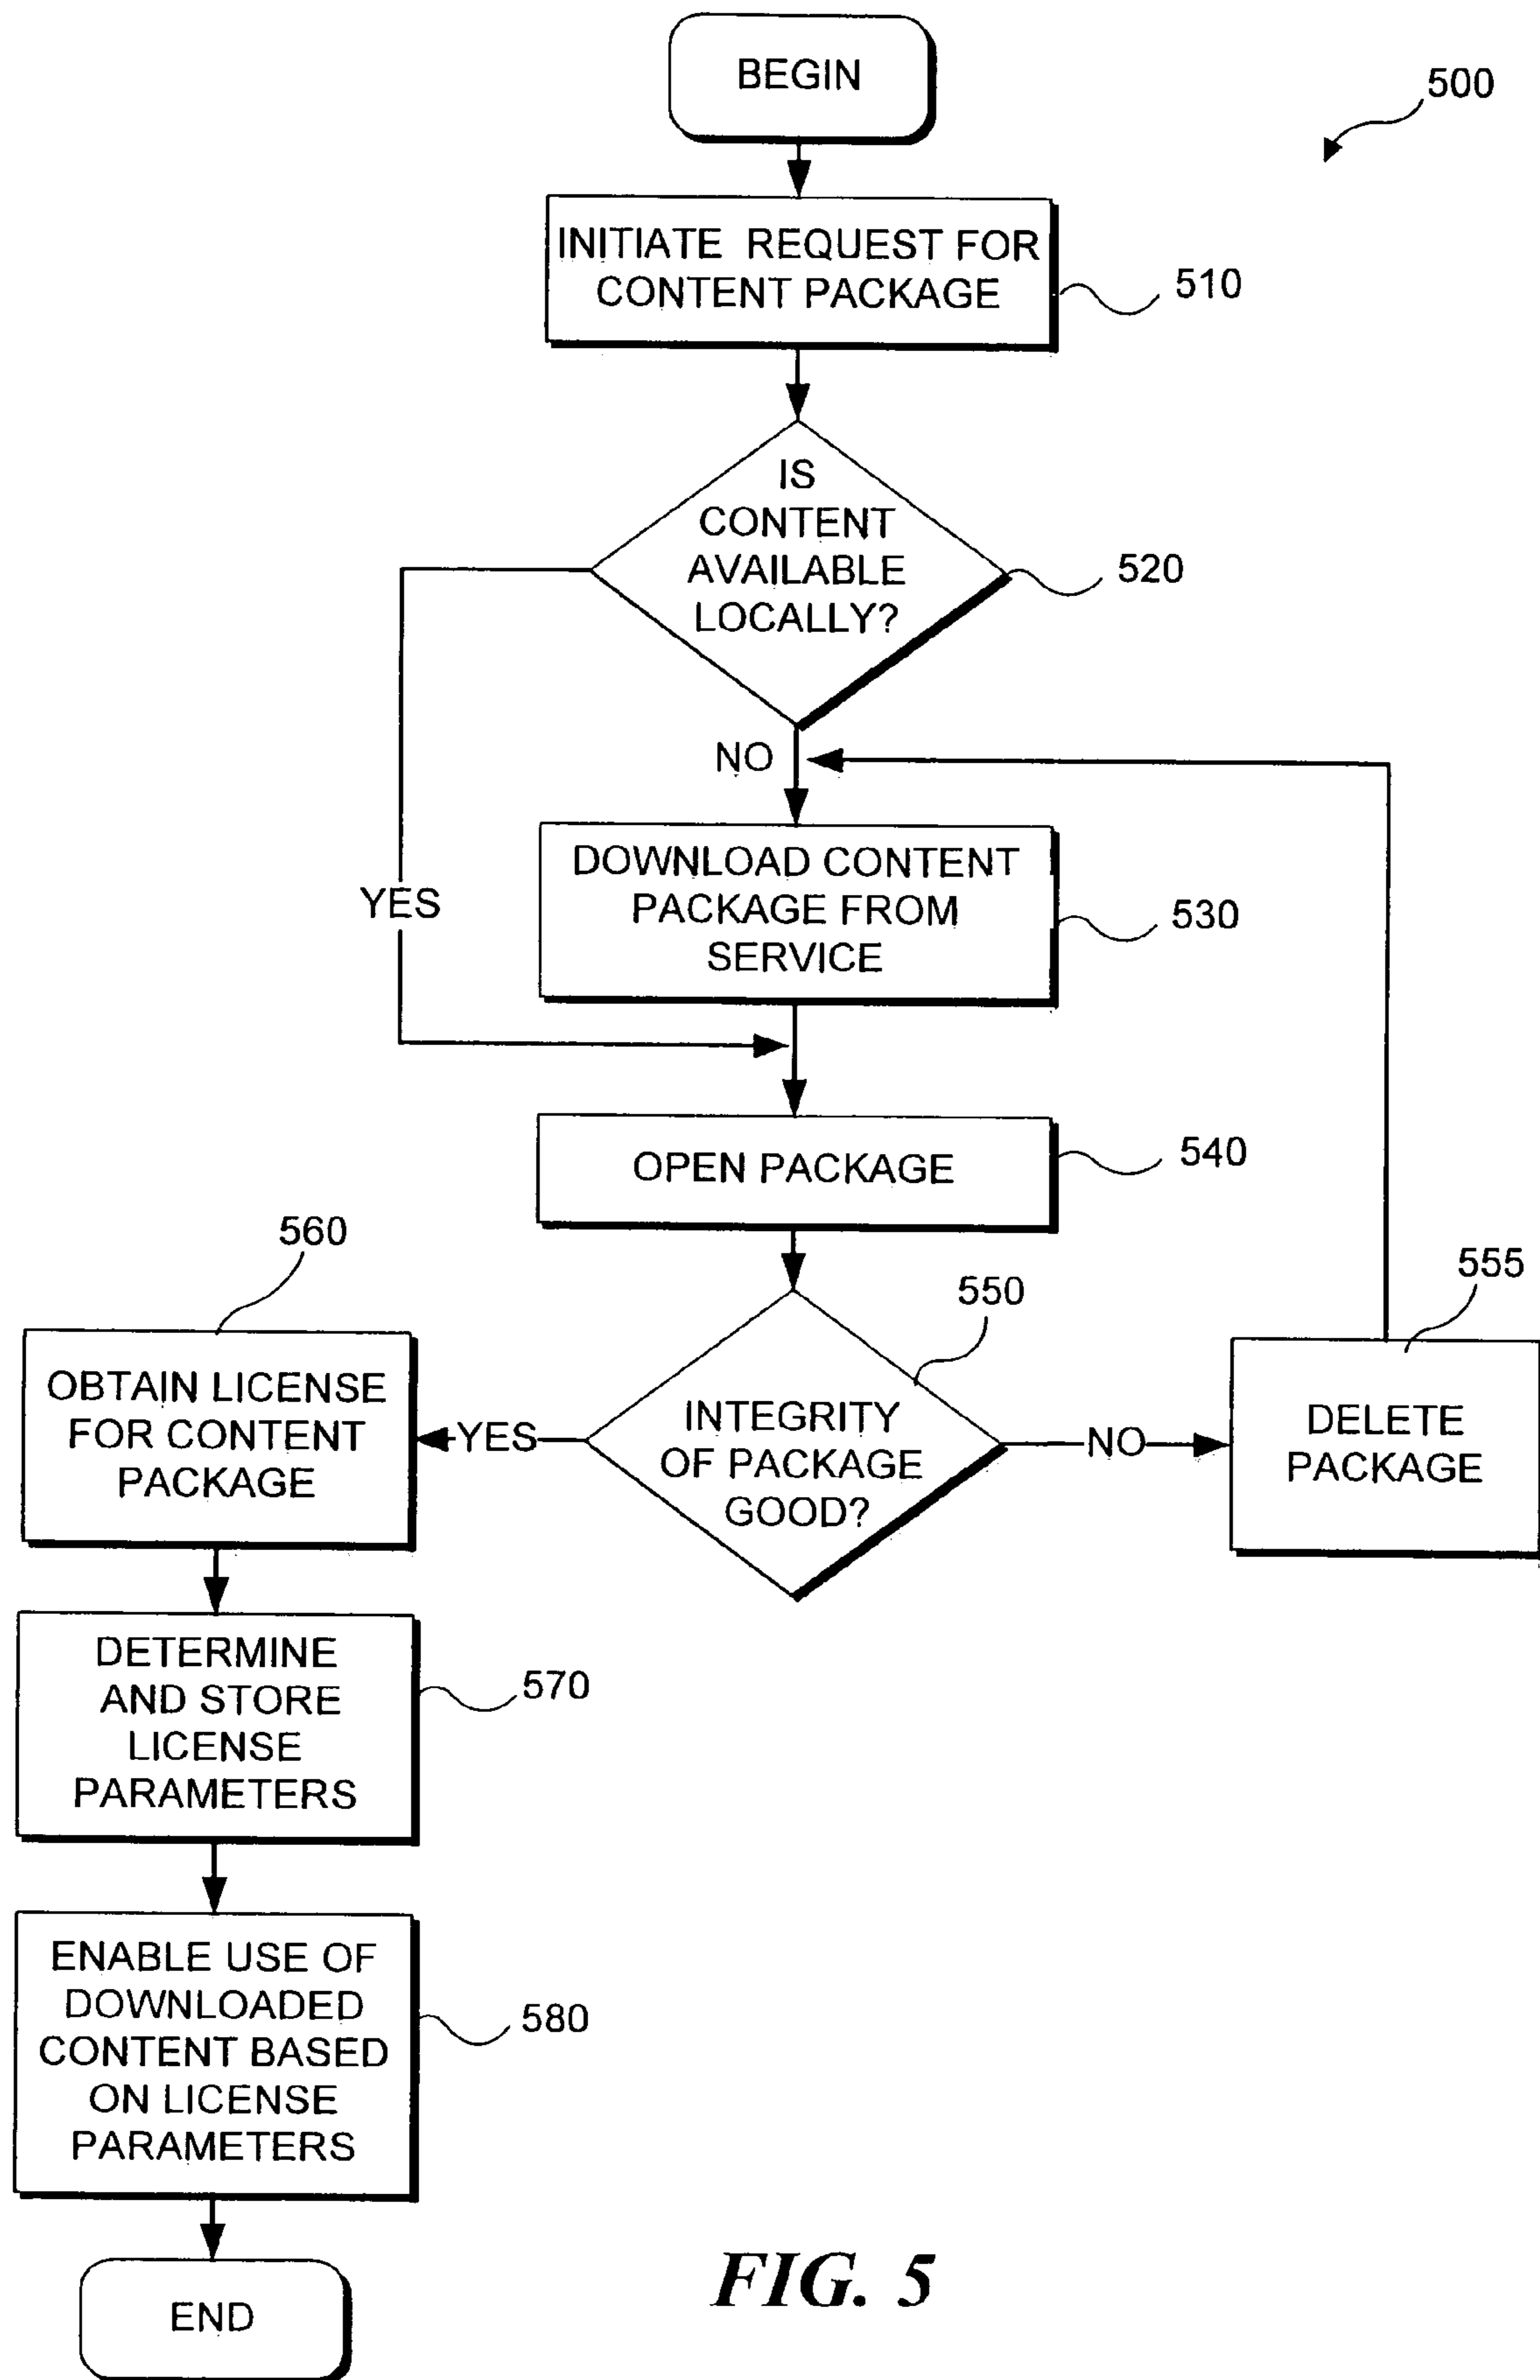 BEGIN
500
INITIATE REQUEST FOR
CONTENT PACKAGE
510
IS
CONTENT
AVAILABLE
LOCALLY?
520
NO
DOWNLOAD CONTENT
PACKAGE FROM
SERVICE
530
YES
OPEN PACKAGE
540
560
550
555
OBTAIN LICENSE
FOR CONTENT
PACKAGE
YES
INTEGRITY
OF PACKAGE
GOOD?
NO
DELETE
PACKAGE
DETERMINE
AND STORE
LICENSE
PARAMETERS
570
ENABLE USE OF
DOWNLOADED
CONTENT BASED
ON LICENSE
PARAMETERS
580
END
FIG. 5